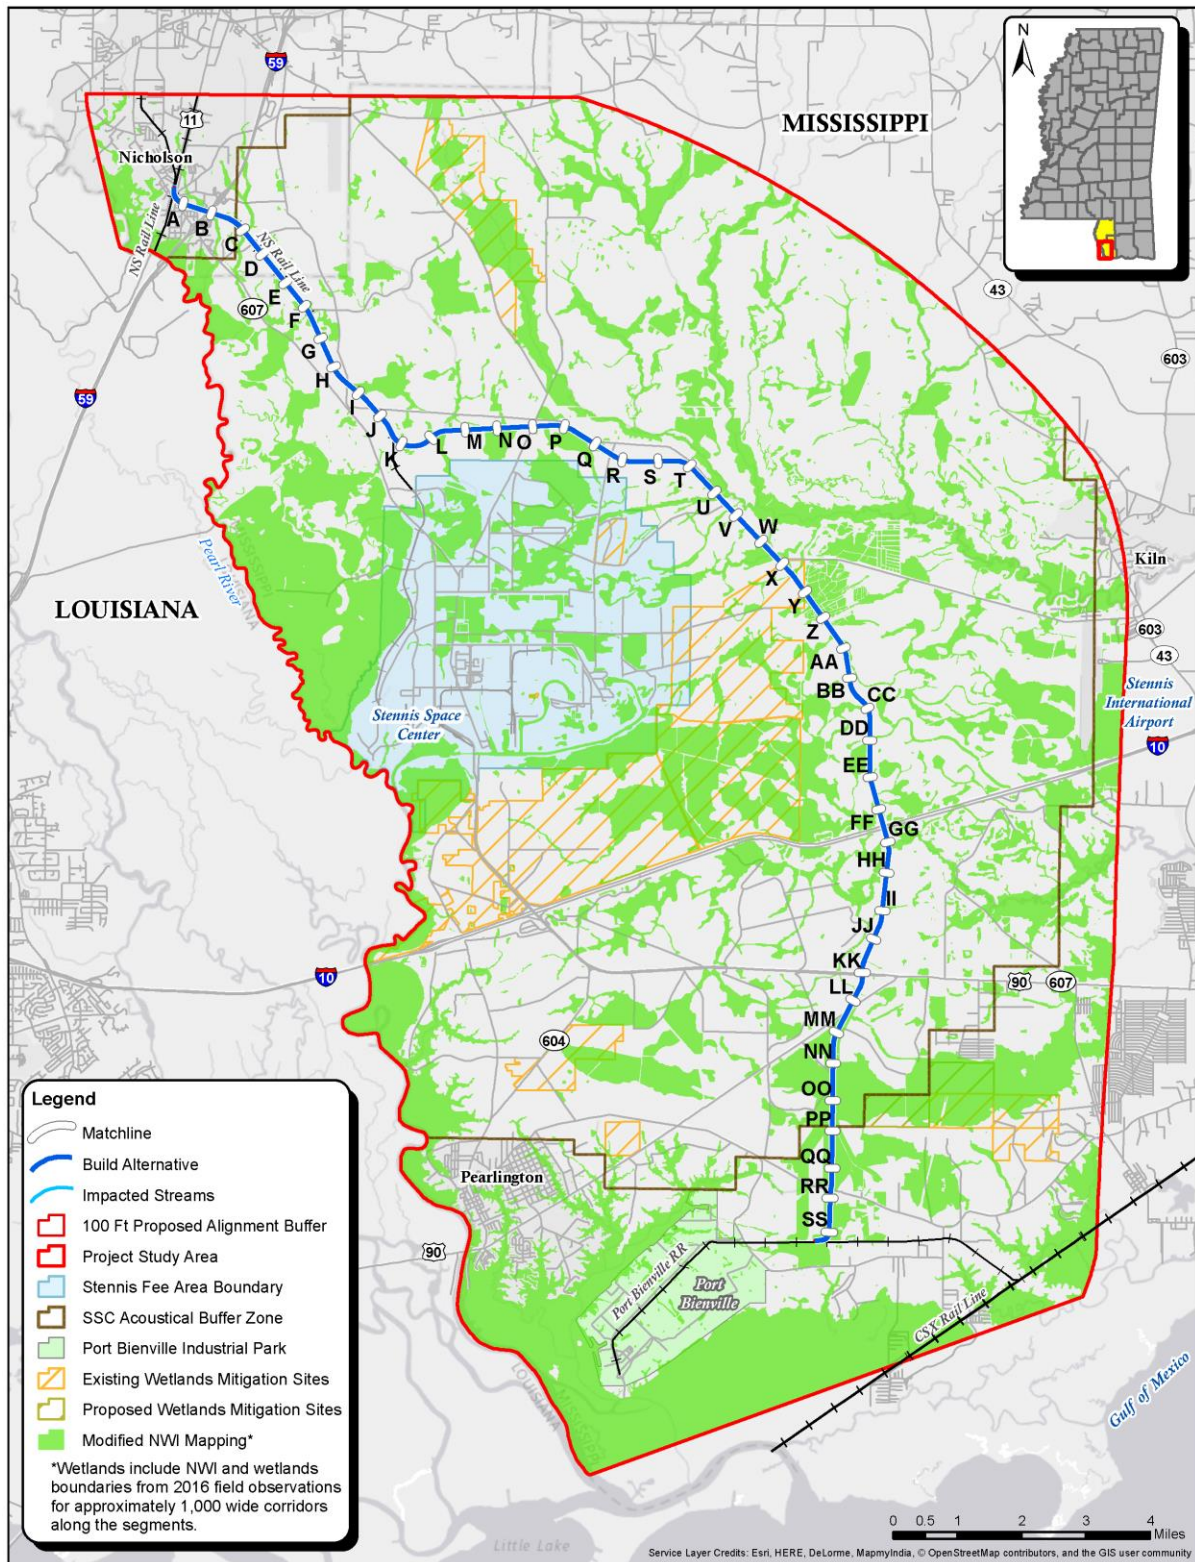 N
59
MISSISSIPPI
11
Nicholson
NS Rail Line
NS Rail Line
A
B
C
D
E
F
G
H
I
J
K
L
M
N
O
P
Q
R
S
T
U
V
W
X
Y
Z
AA
BB
CC
DD
EE
FF
GG
HH
II
JJ
KK
LL
MM
NN
OO
PP
QQ
RR
SS
607
43
603
59
Pearl River
MISSISSIPPI
LOUISIANA
LOUISIANA
Kiln
603
43
Stennis
International
Airport
10
Stennis Space
Center
10
90
607
604
Pearlington
90
Port Bienville RR
Port
Bienville
CSX Rail Line
Gulf of Mexico
LOUISIANA
MISSISSIPPI
Little Lake
Legend
Matchline
Build Alternative
Impacted Streams
100 Ft Proposed Alignment Buffer
Project Study Area
Stennis Fee Area Boundary
SSC Acoustical Buffer Zone
Port Bienville Industrial Park
Existing Wetlands Mitigation Sites
Proposed Wetlands Mitigation Sites
Modified NWI Mapping*
*Wetlands include NWI and wetlands
boundaries from 2016 field observations
for approximately 1,000 wide corridors
along the segments.
0 0.5 1 2 3 4
Miles
Service Layer Credits: Esri, HERE, DeLorme, MapmyIndia, © OpenStreetMap contributors, and the GIS user community